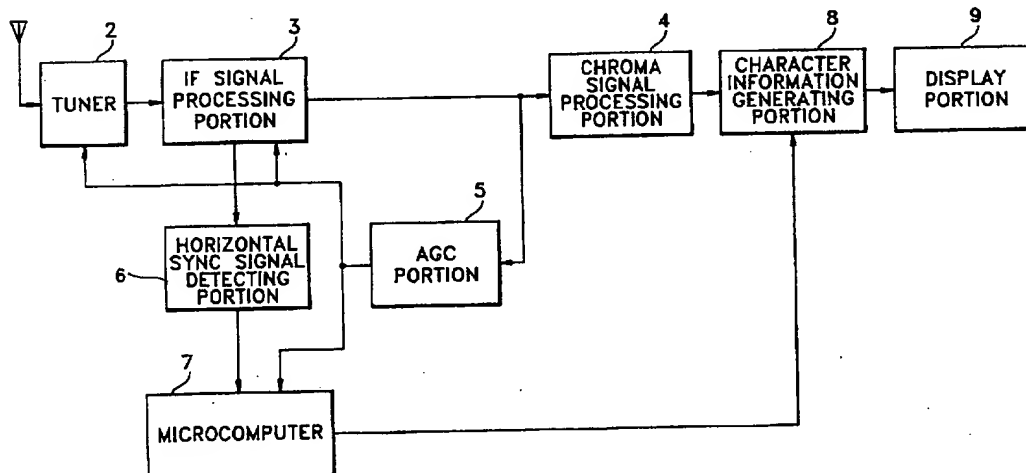 2
TUNER
3
IF SIGNAL
PROCESSING
PORTION
4
CHROMA
SIGNAL
PROCESSING
PORTION
8
CHARACTER
INFORMATION
GENERATING
PORTION
9
DISPLAY
PORTION
5
AGC
PORTION
6
HORIZONTAL
SYNC SIGNAL
DETECTING
PORTION
7
MICROCOMPUTER